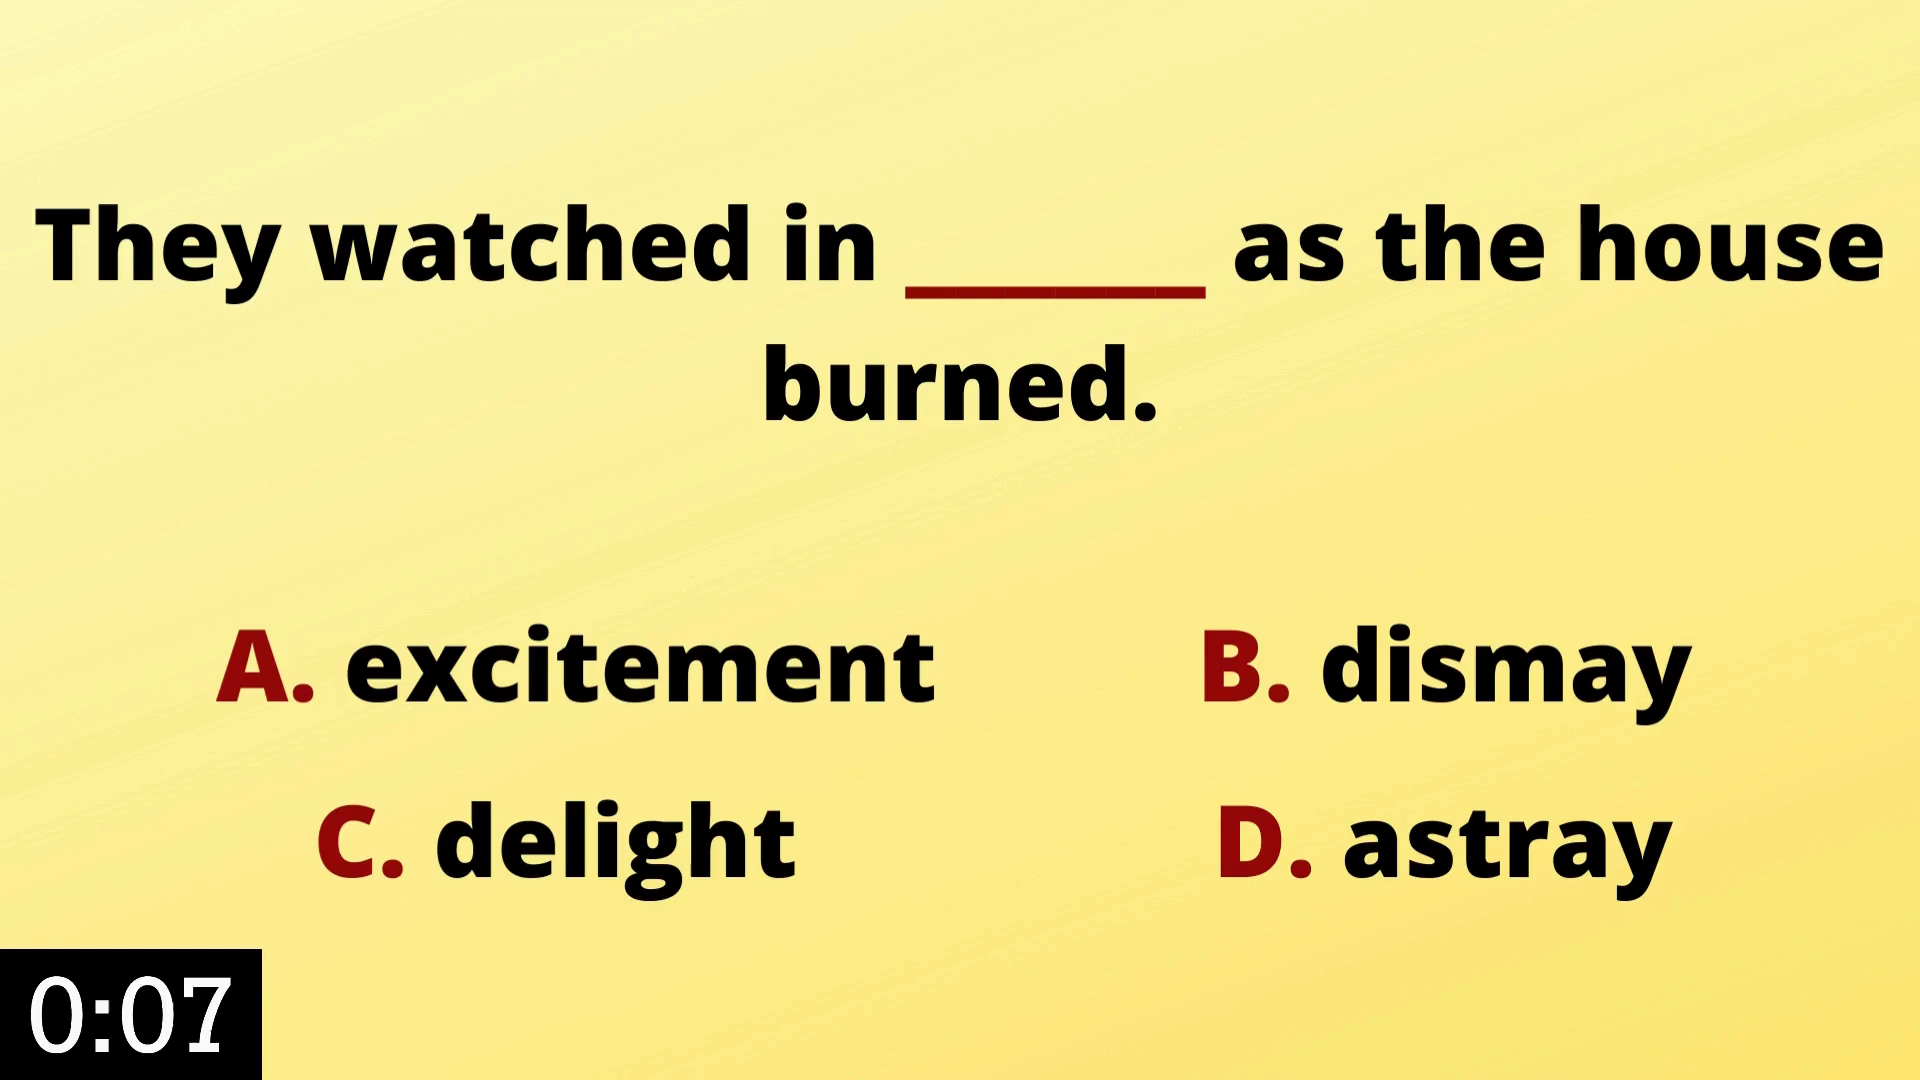 They watched in ______ as the house
burned.
A. excitement
B. dismay
C. delight
D. astray
0:07